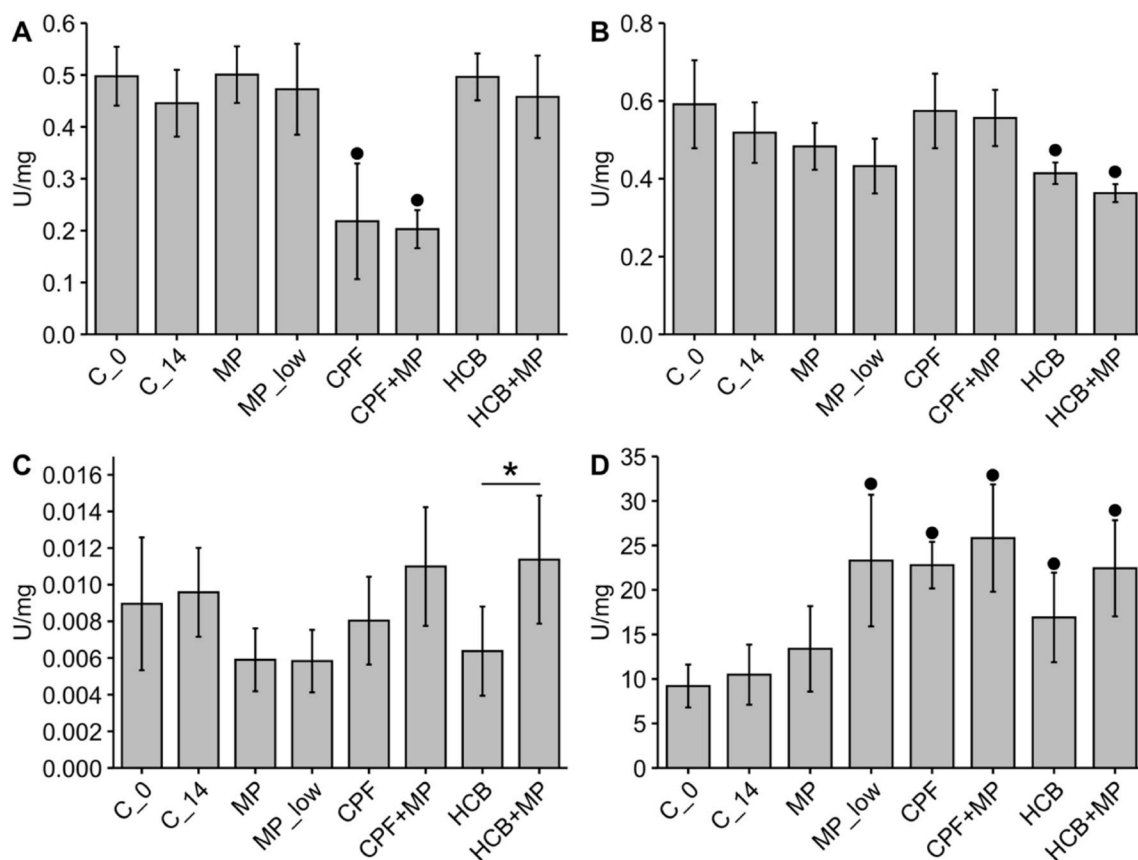 A
U/mg
0.6
0.5
0.4
0.3
0.2
0.1
0.0
C_0
C_14
MP
MP_low
CPF
CPF+MP
HCB
HCB+MP
B
U/mg
0.8
0.6
0.4
0.2
0.0
C_0
C_14
MP
MP_low
CPF
CPF+MP
HCB
HCB+MP
C
U/mg
0.016
0.014
0.012
0.010
0.008
0.006
0.004
0.002
0.000
*
C_0
C_14
MP
MP_low
CPF
CPF+MP
HCB
HCB+MP
D
U/mg
35
30
25
20
15
10
5
0
C_0
C_14
MP
MP_low
CPF
CPF+MP
HCB
HCB+MP